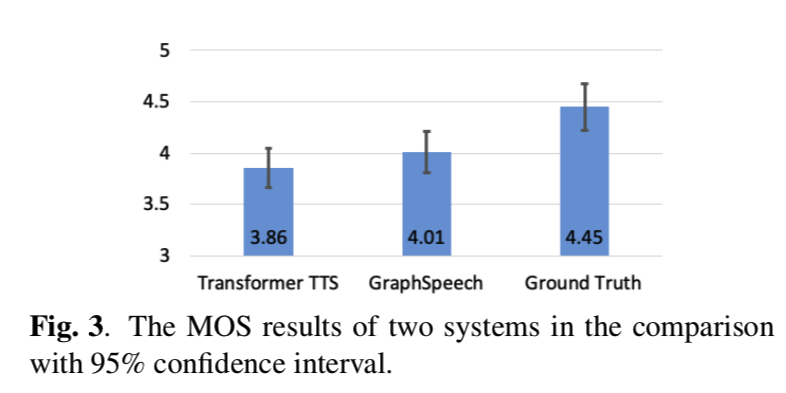 5
4.5
4
3.5
3
3.86
4.01
4.45
Transformer TTS GraphSpeech Ground Truth
Fig. 3. The MOS results of two systems in the comparison
with 95% confidence interval.